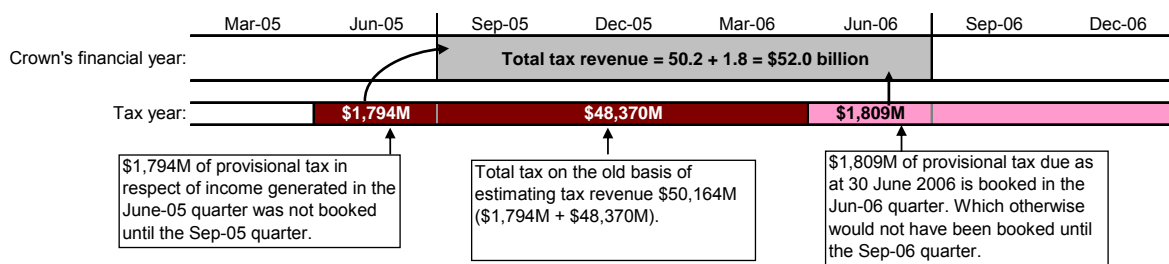 Mar-05 Jun-05 Sep-05 Dec-05 Mar-06 Jun-06 Sep-06 Dec-06
Crown's financial year: Total tax revenue = 50.2 + 1.8 = $52.0 billion
Tax year: $1,794M $48,370M $1,809M
$1,794M of provisional tax in
respect of income generated in the
June-05 quarter was not booked
until the Sep-05 quarter.
Total tax on the old basis of
estimating tax revenue $50,164M
($1,794M + $48,370M).
$1,809M of provisional tax due as
at 30 June 2006 is booked in the
Jun-06 quarter. Which otherwise
would not have been booked until
the Sep-06 quarter.